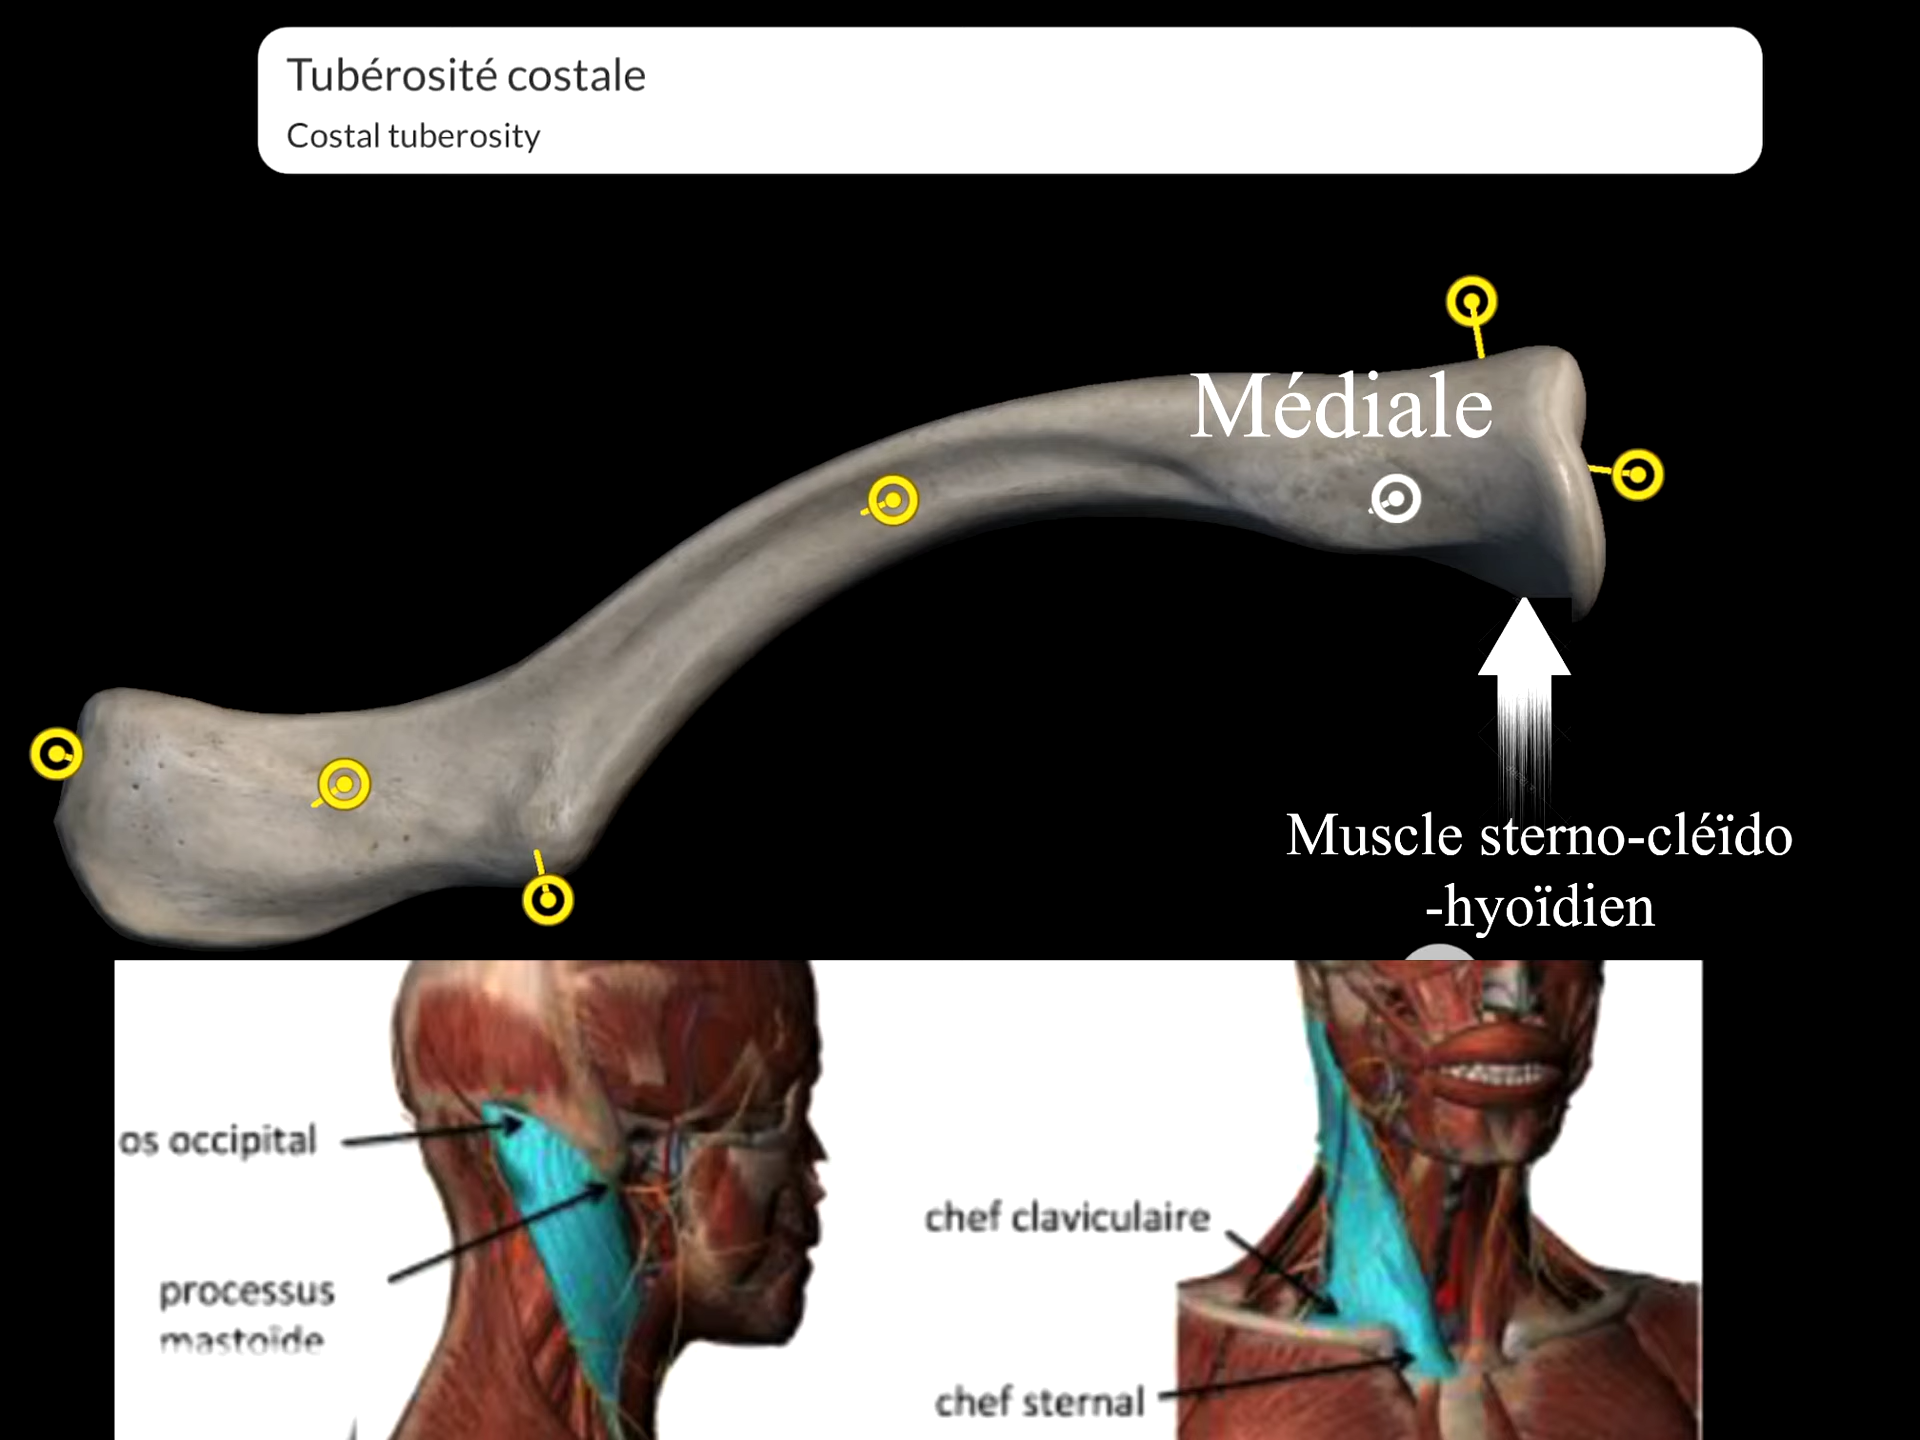 Tubérosité costale
Costal tuberosity
Médiale
Muscle sterno-cléïdo
-hyoïdien
os occipital
processus
mastoïde
chef claviculaire
chef sternal